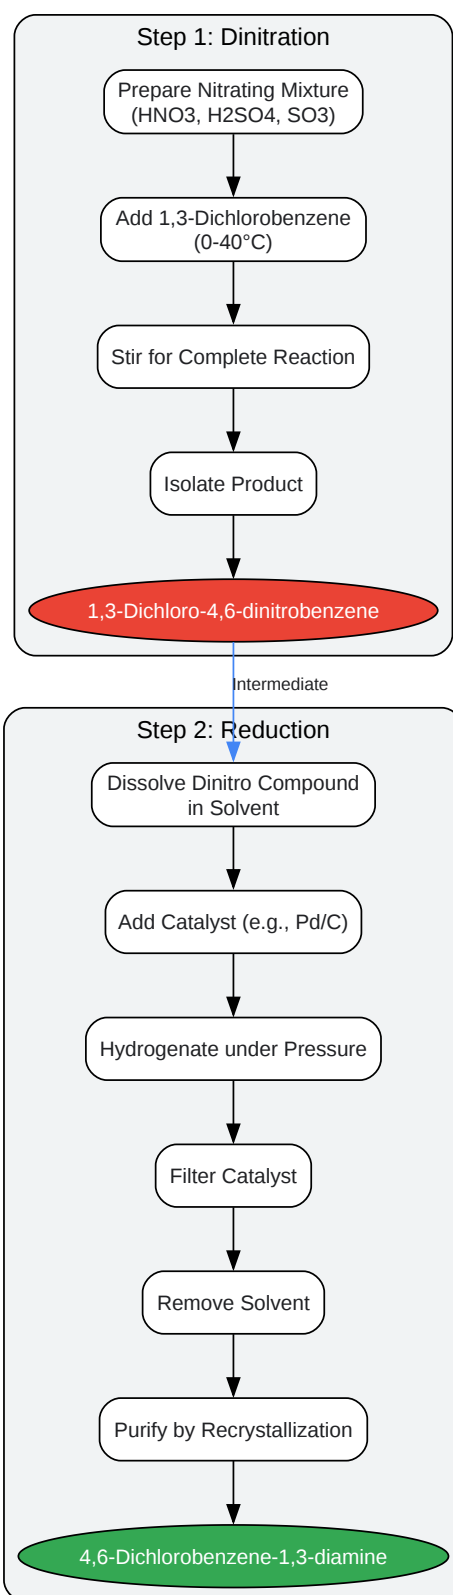 Step 1: Dinitration
Prepare Nitrating Mixture
(HNO3, H2SO4, SO3)
Add 1,3-Dichlorobenzene
(0-40°C)
Stir for Complete Reaction
Isolate Product
1,3-Dichloro-4,6-dinitrobenzene
Intermediate
Step 2: Reduction
Dissolve Dinitro Compound
in Solvent
Add Catalyst (e.g., Pd/C)
Hydrogenate under Pressure
Filter Catalyst
Remove Solvent
Purify by Recrystallization
4,6-Dichlorobenzene-1,3-diamine